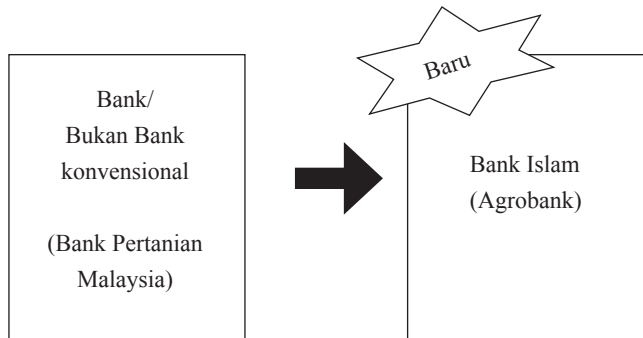 Bank/
Bukan Bank
konvensional
(Bank Pertanian
Malaysia)
Baru
Bank Islam
(Agrobank)